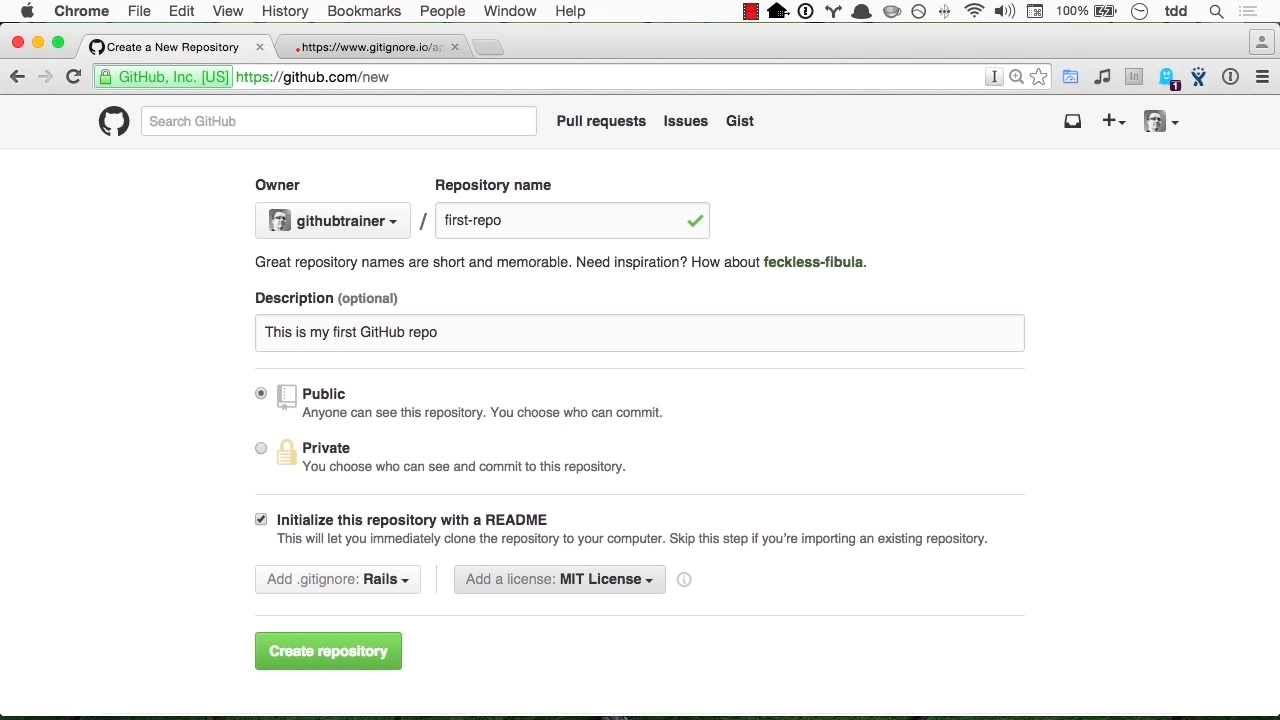 Chrome File Edit View History Bookmarks People Window Help 100% tdd
Create a New Repository https://www.gitignore.io/ap
GitHub, Inc. [US] https://github.com/new In 1
Search GitHub Pull requests Issues Gist
Owner Repository name
githubtrainer / first-repo
Great repository names are short and memorable. Need inspiration? How about feckless-fibula.
Description (optional)
This is my first GitHub repo
Public
Anyone can see this repository. You choose who can commit.
Private
You choose who can see and commit to this repository.
Initialize this repository with a README
This will let you immediately clone the repository to your computer. Skip this step if you’re importing an existing repository.
Add .gitignore: Rails Add a license: MIT License
Create repository